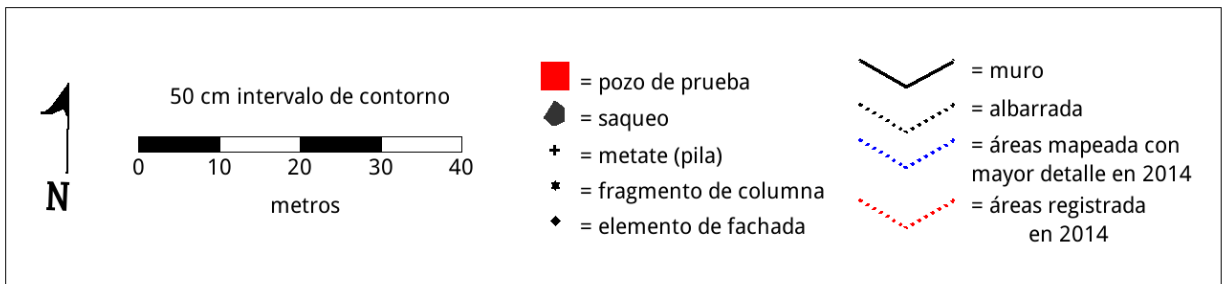 N
50 cm intervalo de contorno
0 10 20 30 40
metros
= pozo de prueba
= saqueo
= metate (pila)
= fragmento de columna
= elemento de fachada
= muro
= albarrada
= áreas mapeada con
mayor detalle en 2014
= áreas registrada
en 2014